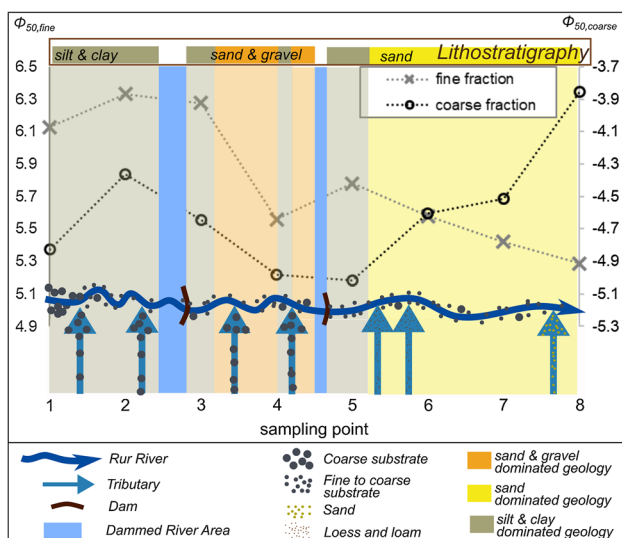 Φ50,fine Φ50,coarse
silt & clay sand & gravel sand Lithostratigraphy
6.5 -3.7
fine fraction
6.3 -3.9
coarse fraction
6.1 -4.1
5.9 -4.3
5.7 -4.5
5.5 -4.7
5.3 -4.9
5.1 -5.1
4.9 -5.3
1 2 3 4 5 6 7 8
sampling point
Rur River Coarse substrate sand & gravel
dominated geology
Tributary Fine to coarse
substrate sand
dominated geology
Dam Sand
Dammed River Area Loess and loam silt & clay
dominated geology